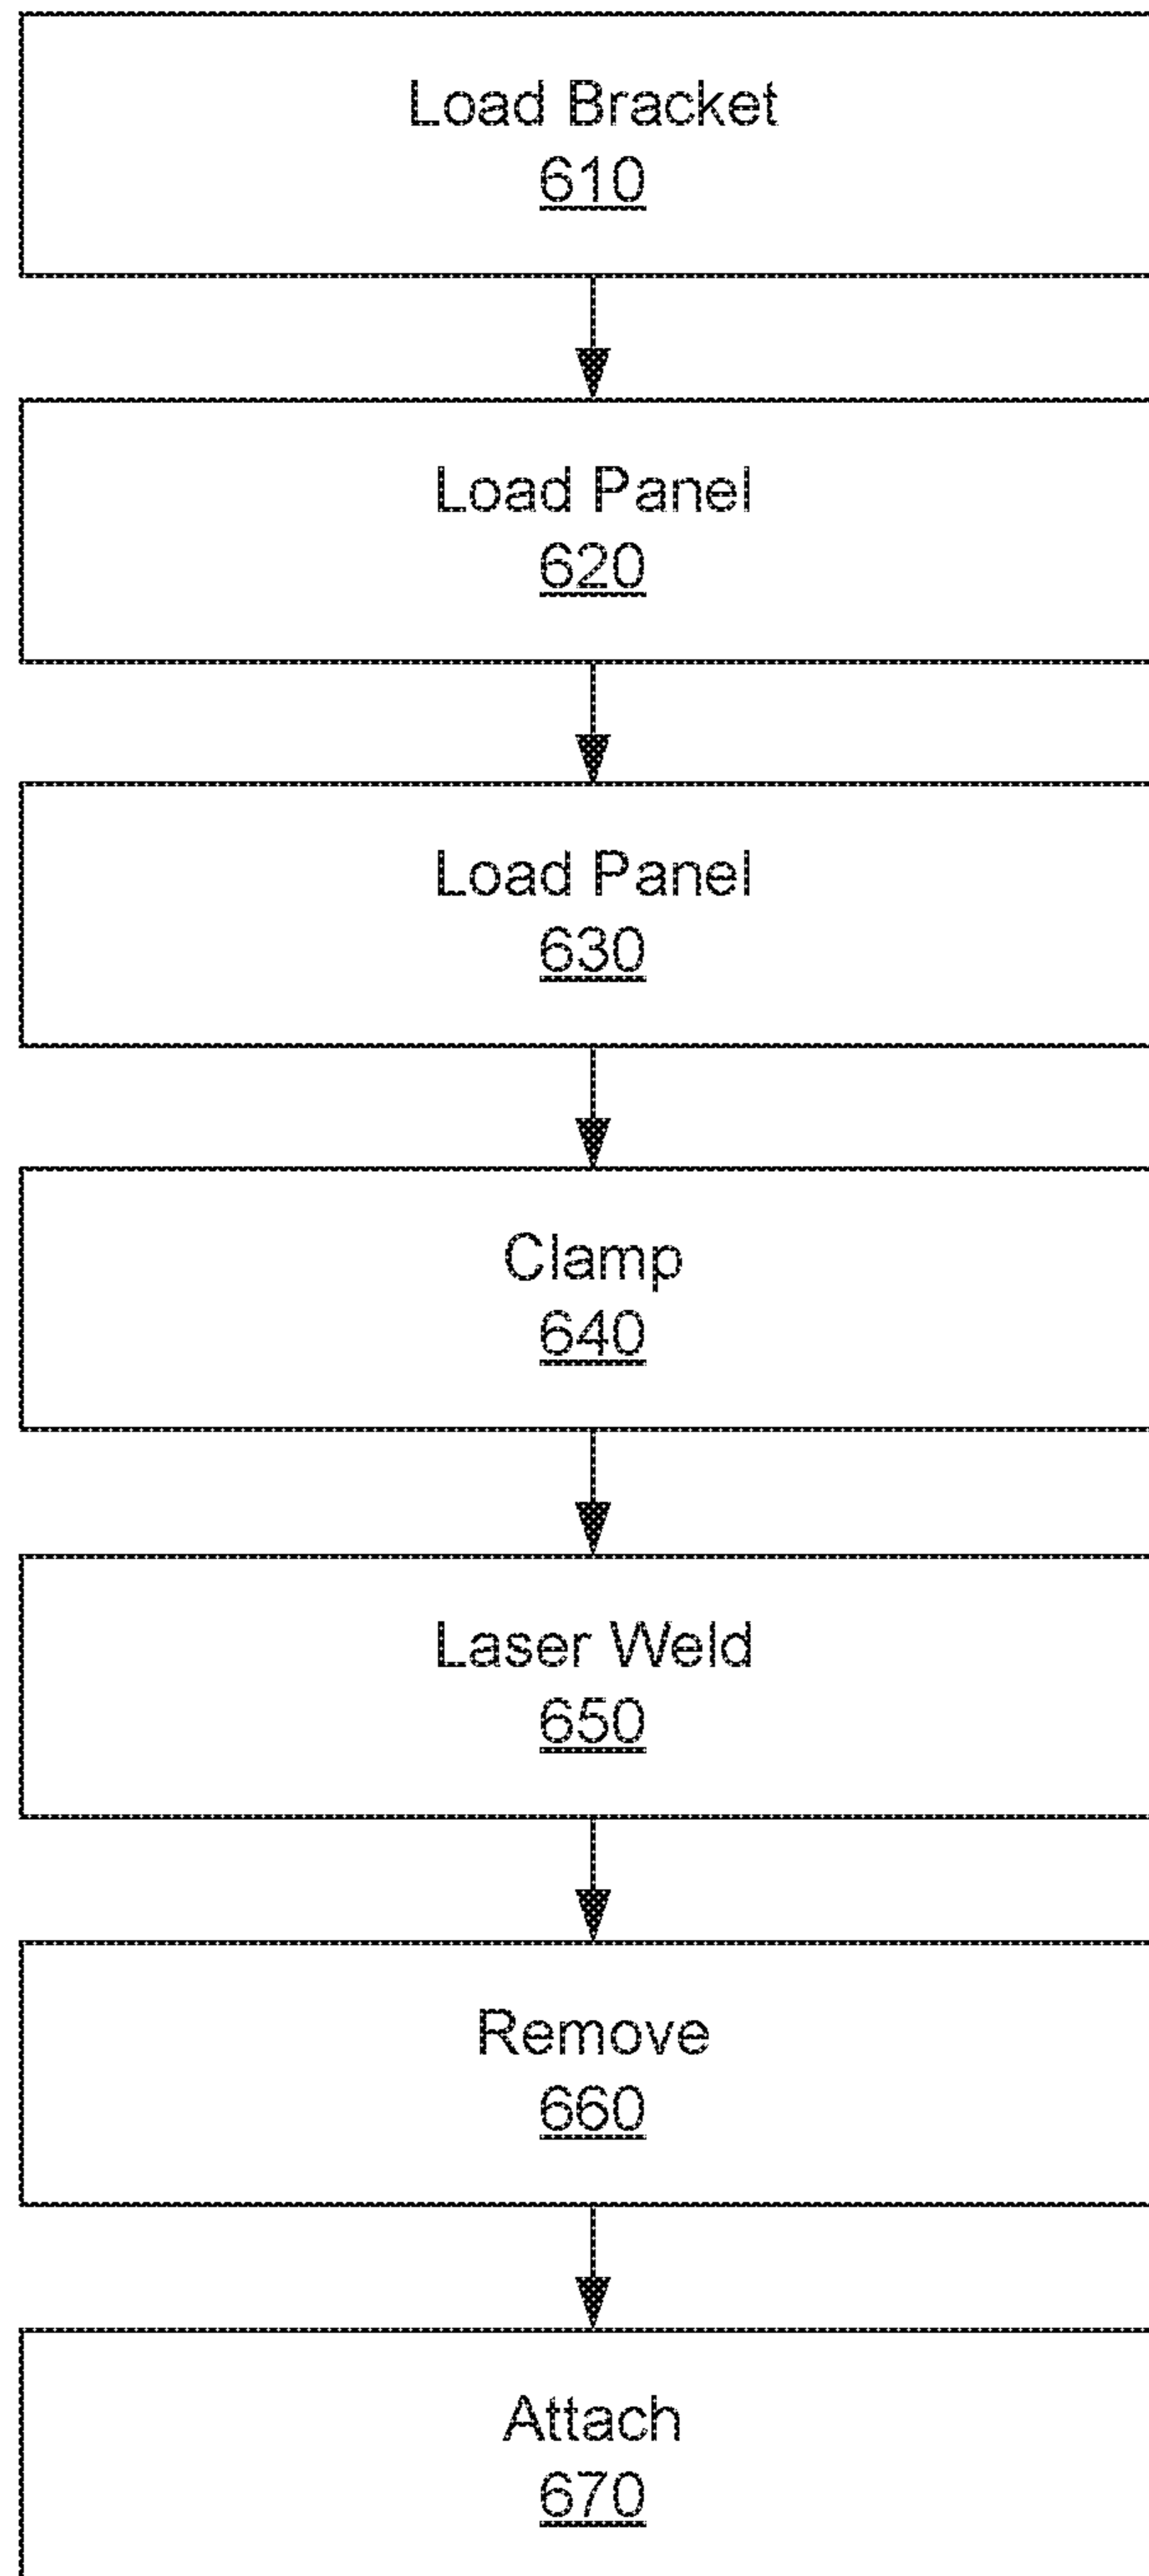 Load Bracket
610
Load Panel
620
Load Panel
630
Clamp
640
Laser Weld
650
Remove
660
Attach
670